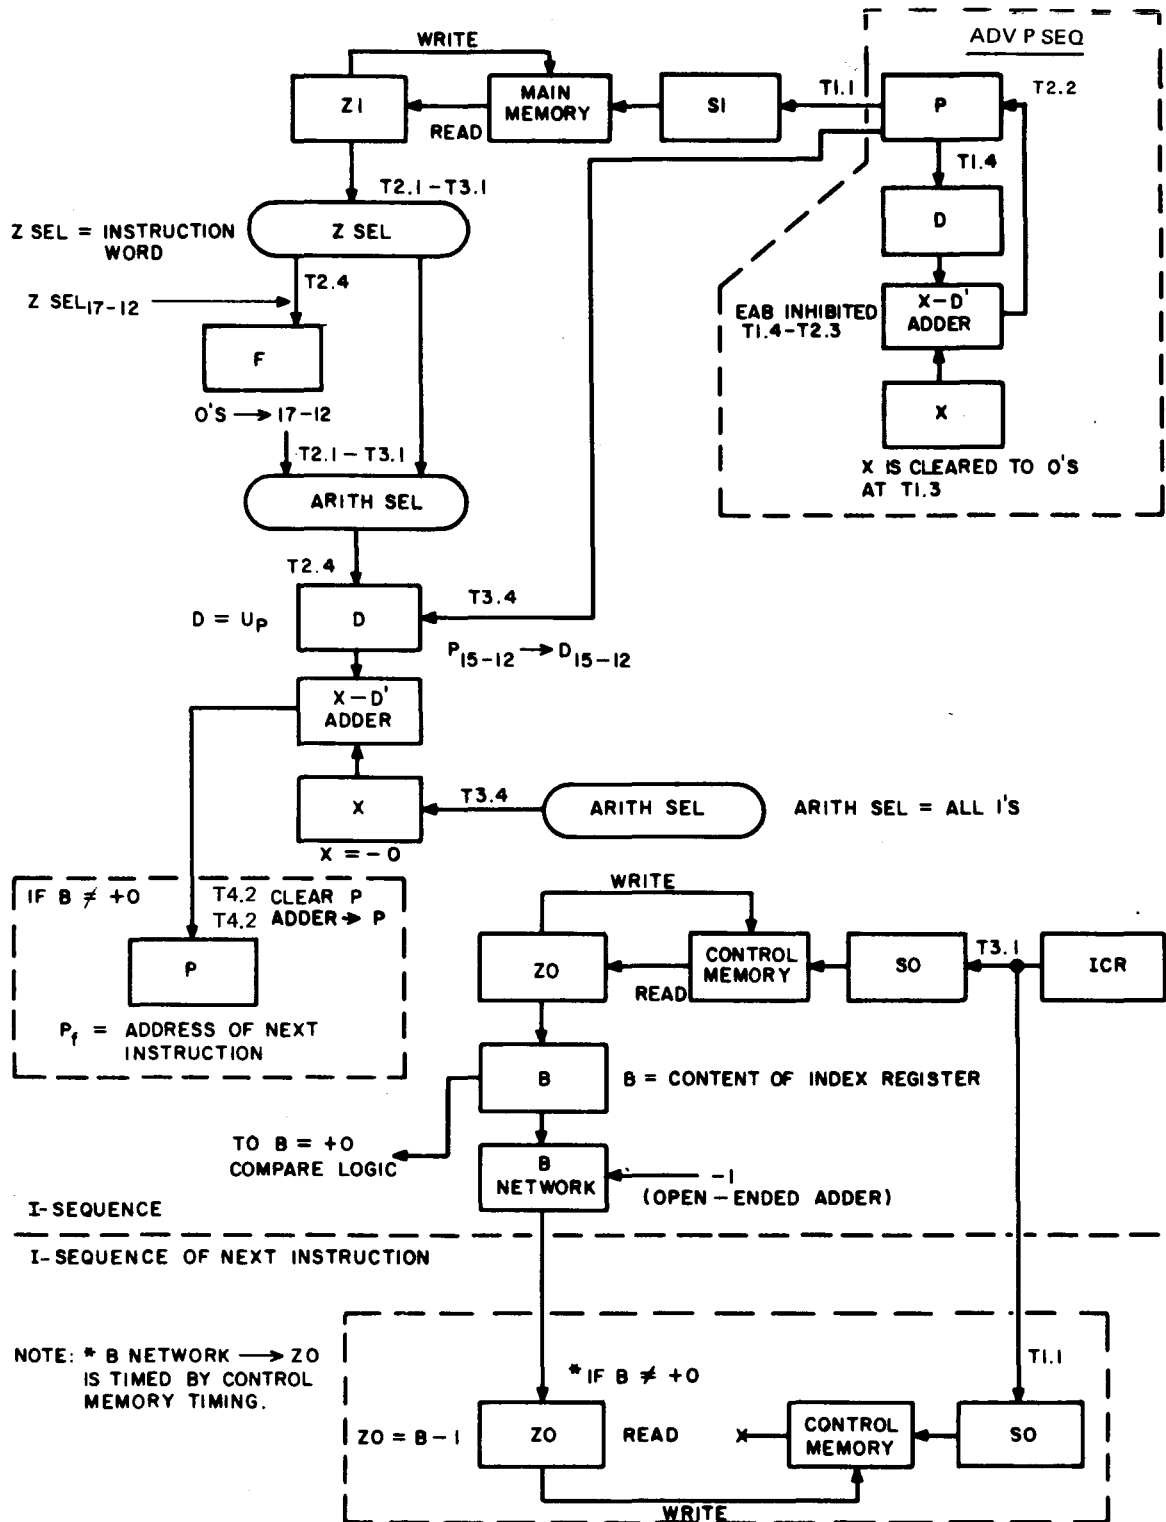 ADV P SEQ
WRITE
ZI
MAIN
MEMORY
READ
SI
T1.1
P
T2.2
T1.4
D
X-D'
ADDER
EAB INHIBITED
T1.4-T2.3
X
X IS CLEARED TO O'S
AT T1.3
T2.1-T3.1
Z SEL = INSTRUCTION
WORD
Z SEL
T2.4
Z SEL17-12
F
O'S → 17-12
T2.1-T3.1
ARITH SEL
T2.4
D = UP
D
T3.4
P15-12 → D15-12
X-D'
ADDER
X
T3.4
ARITH SEL
ARITH SEL = ALL 1'S
X = -0
IF B ≠ +0
T4.2 CLEAR P
T4.2 ADDER → P
P
Pf = ADDRESS OF NEXT
INSTRUCTION
WRITE
ZO
CONTROL
MEMORY
READ
SO
T3.1
ICR
B
B = CONTENT OF INDEX REGISTER
TO B = +0
COMPARE LOGIC
B
NETWORK
-1
(OPEN-ENDED ADDER)
I-SEQUENCE
I-SEQUENCE OF NEXT INSTRUCTION
NOTE: * B NETWORK → ZO
IS TIMED BY CONTROL
MEMORY TIMING.
* IF B ≠ +0
T1.1
ZO = B-1
ZO
READ
X
CONTROL
MEMORY
SO
WRITE